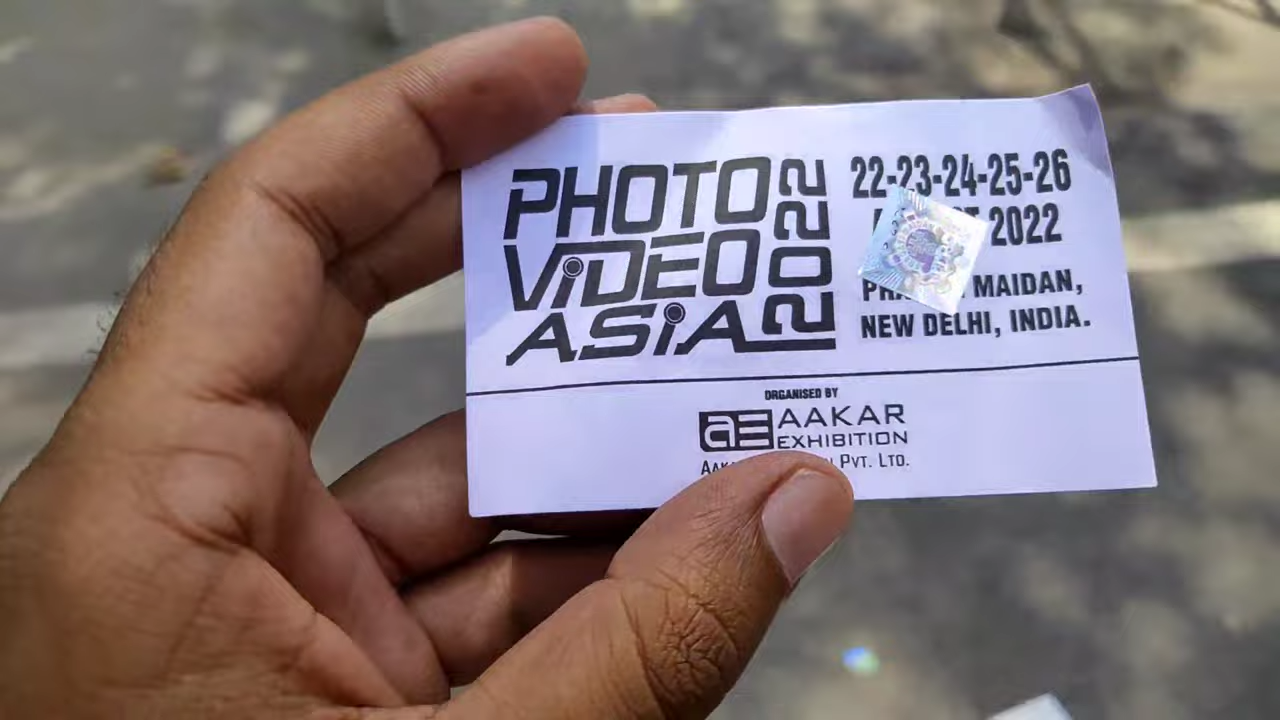 PHOTO
VIDEO
ASIA
2022
22-23-24-25-26
2022
MAIDAN,
NEW DELHI, INDIA.
ORGANISED BY
aE AAKAR
EXHIBITION
PVT. LTD.